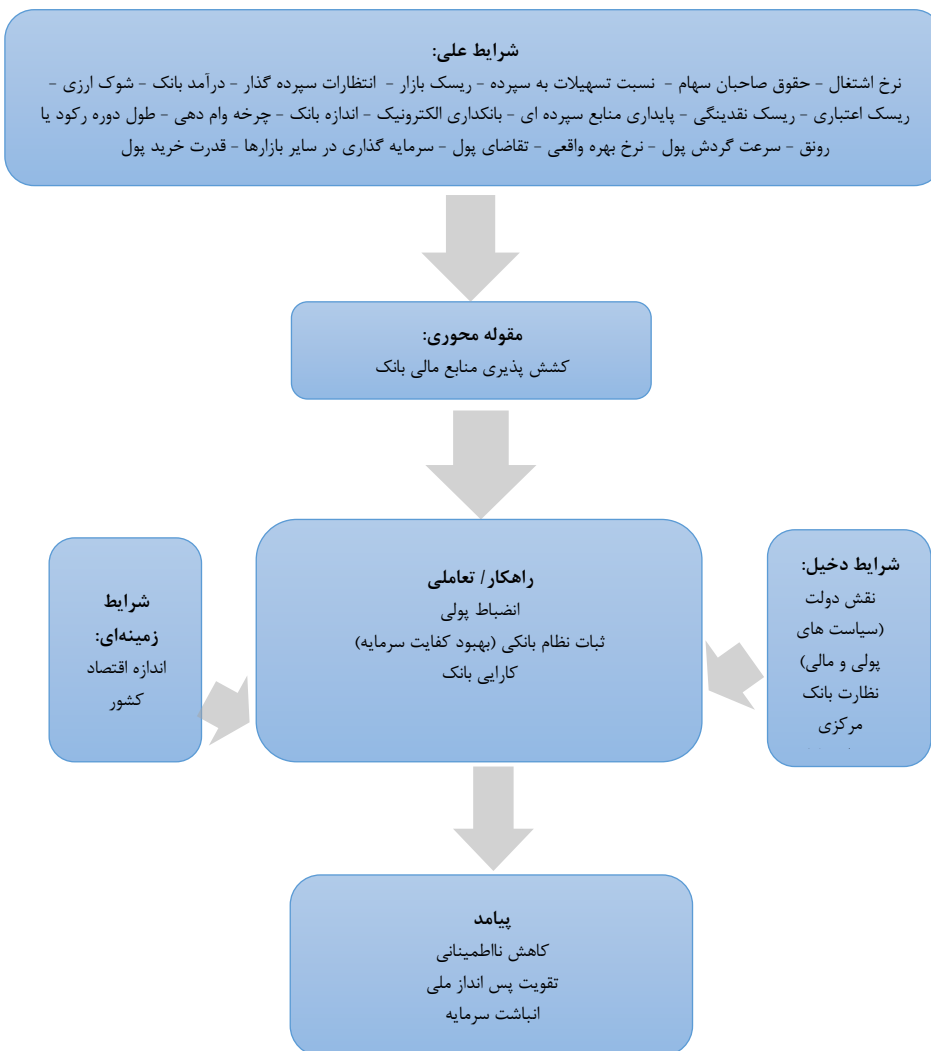 شرایط علی:
نرخ اشتغال - حقوق صاحبان سهام - نسبت تسهیلات به سپرده - ریسک بازار - انتظارات سپرده گذار - درآمد بانک - شوک ارزی -
ریسک اعتباری - ریسک نقدینگی - پایداری منابع سپرده ای - بانکداری الکترونیک - اندازه بانک - چرخه وام دهی - طول دوره رکود یا
رونق - سرعت گردش پول - نرخ بهره واقعی - تقاضای پول - سرمایه گذاری در سایر بازارها - قدرت خرید پول
مقوله محوری:
کشش پذیری منابع مالی بانک
راهکار/ تعاملی
انضباط پولی
ثبات نظام بانکی (بهبود کفایت سرمایه)
کارایی بانک
شرایط دخیل:
نقش دولت
(سیاست های
پولی و مالی)
نظارت بانک
مرکزی
شرایط
زمینه‌ای:
اندازه اقتصاد
کشور
پیامد
کاهش نااطمینانی
تقویت پس انداز ملی
انباشت سرمایه